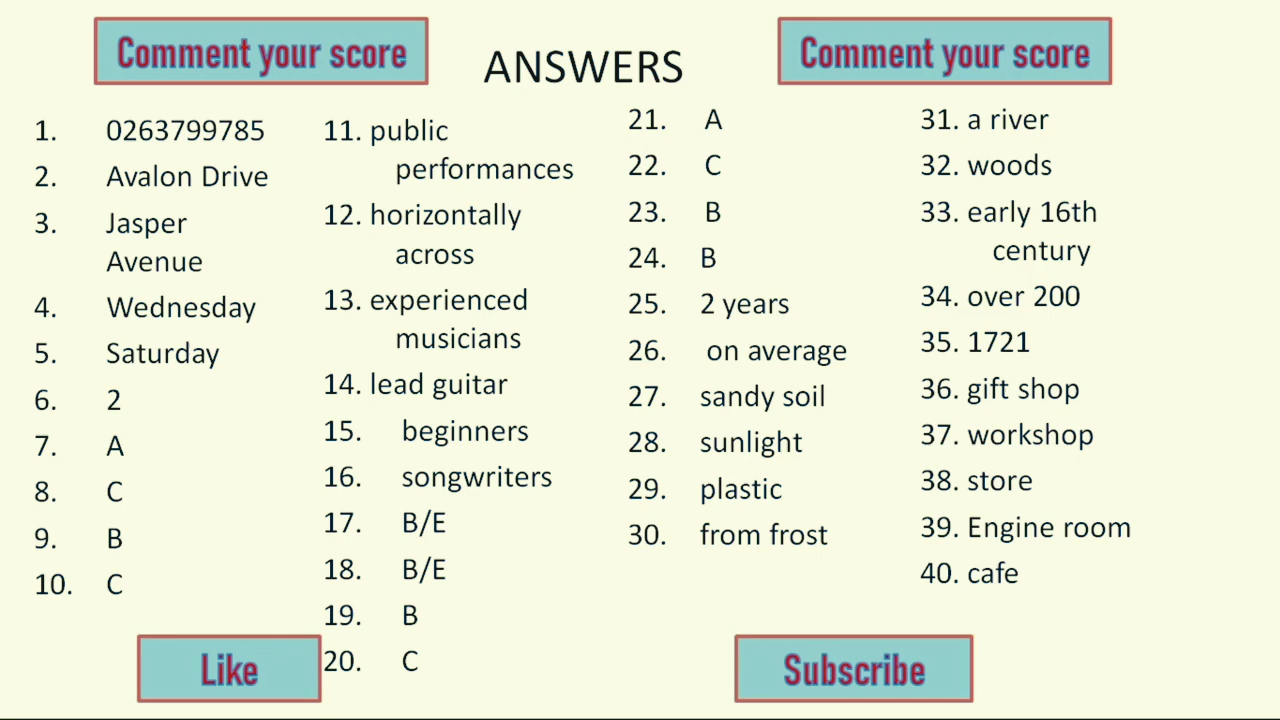 Comment your score
ANSWERS
Comment your score
1. 0263799785
2. Avalon Drive
3. Jasper
Avenue
4. Wednesday
5. Saturday
6. 2
7. A
8. C
9. B
10. C
11. public
performances
12. horizontally
across
13. experienced
musicians
14. lead guitar
15. beginners
16. songwriters
17. B/E
18. B/E
19. B
20. C
21. A
22. C
23. B
24. B
25. 2 years
26. on average
27. sandy soil
28. sunlight
29. plastic
30. from frost
31. a river
32. woods
33. early 16th
century
34. over 200
35. 1721
36. gift shop
37. workshop
38. store
39. Engine room
40. cafe
Like
Subscribe